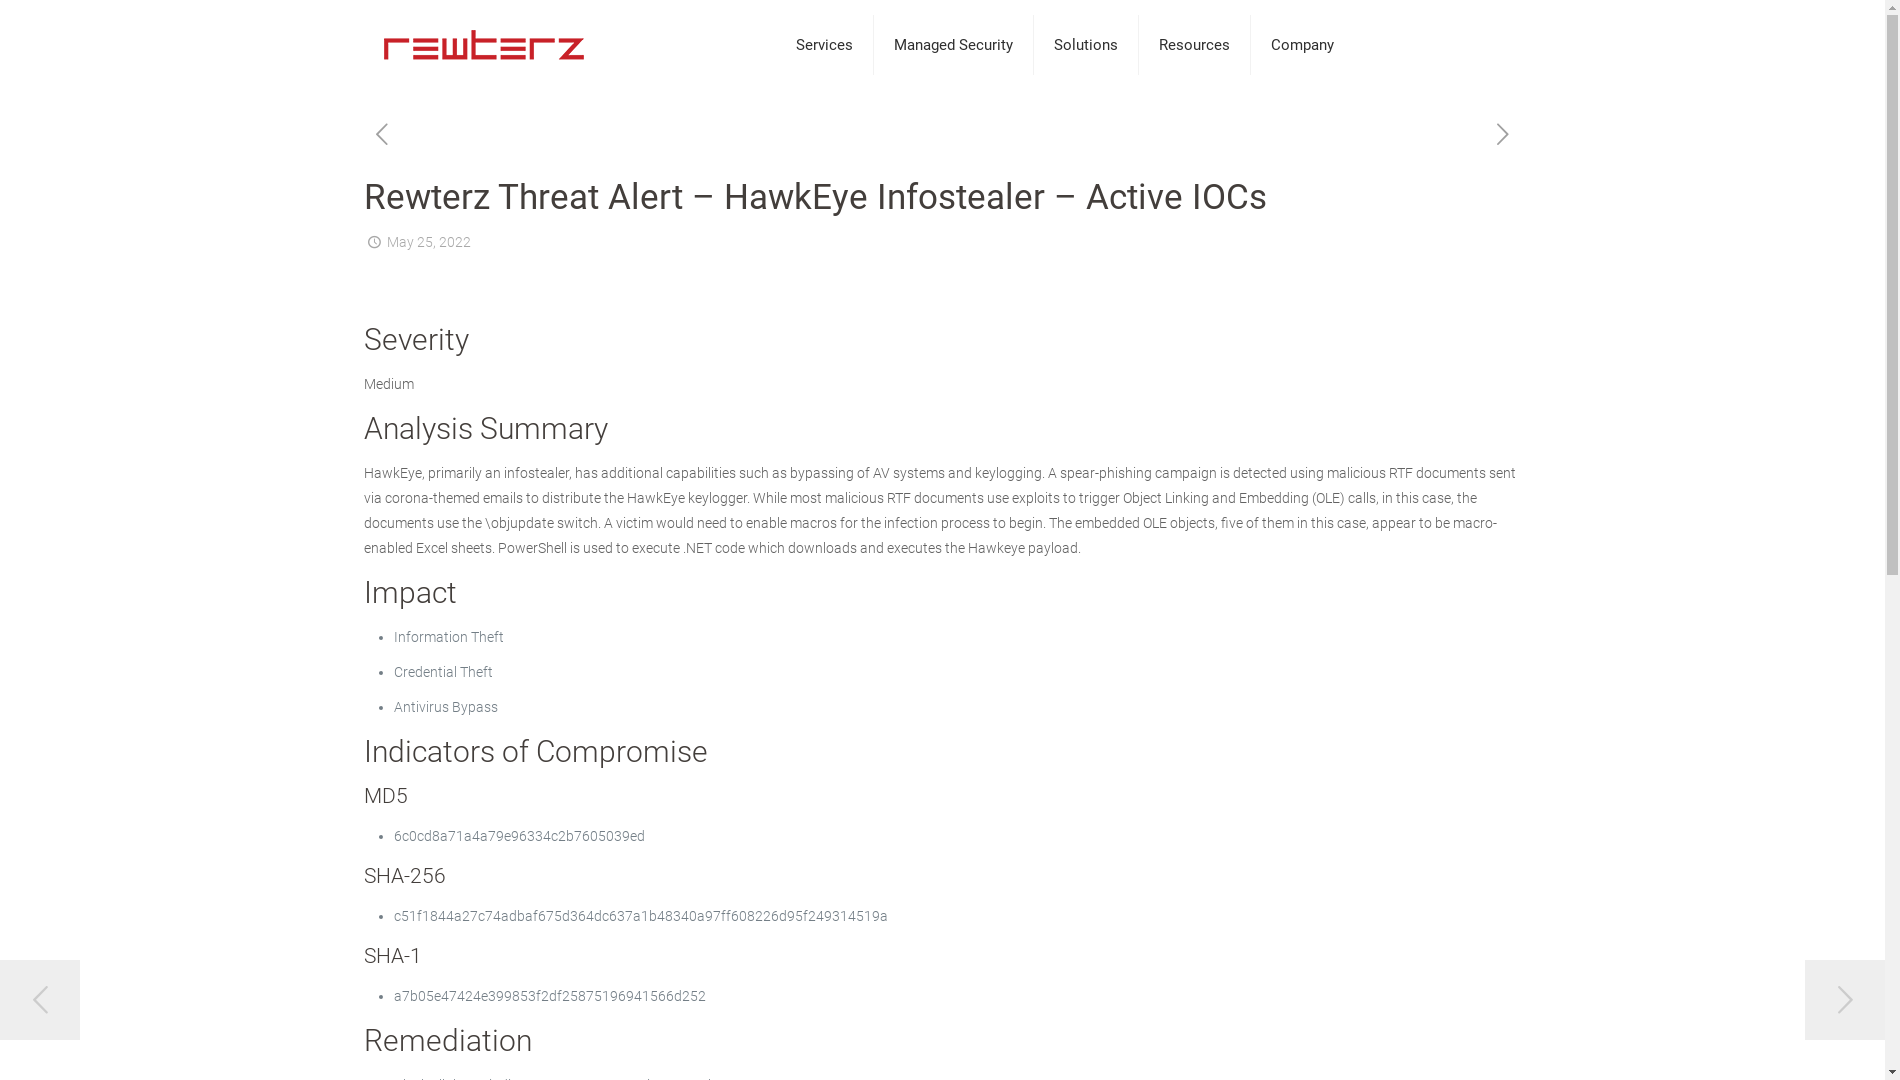 rewterz
Services
Managed Security
Solutions
Resources
Company
Rewterz Threat Alert – HawkEye Infostealer – Active IOCs
May 25, 2022
Severity
Medium
Analysis Summary
HawkEye, primarily an infostealer, has additional capabilities such as bypassing of AV systems and keylogging. A spear-phishing campaign is detected using malicious RTF documents sent
via corona-themed emails to distribute the HawkEye keylogger. While most malicious RTF documents use exploits to trigger Object Linking and Embedding (OLE) calls, in this case, the
documents use the \objupdate switch. A victim would need to enable macros for the infection process to begin. The embedded OLE objects, five of them in this case, appear to be macro-
enabled Excel sheets. PowerShell is used to execute .NET code which downloads and executes the Hawkeye payload.
Impact
• Information Theft
• Credential Theft
• Antivirus Bypass
Indicators of Compromise
MD5
• 6c0cd8a71a4a79e96334c2b7605039ed
SHA-256
• c51f1844a27c74adbaf675d364dc637a1b48340a97ff608226d95f249314519a
SHA-1
• a7b05e47424e399853f2df25875196941566d252
Remediation